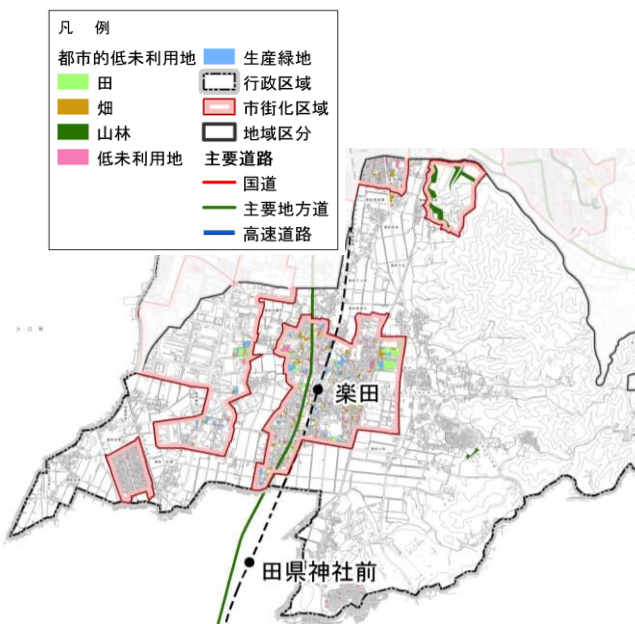 凡 例
都市的低未利用地
田
畑
山林
低未利用地
生産緑地
行政区域
市街化区域
地域区分
主要道路
国道
主要地方道
高速道路
楽田
田県神社前